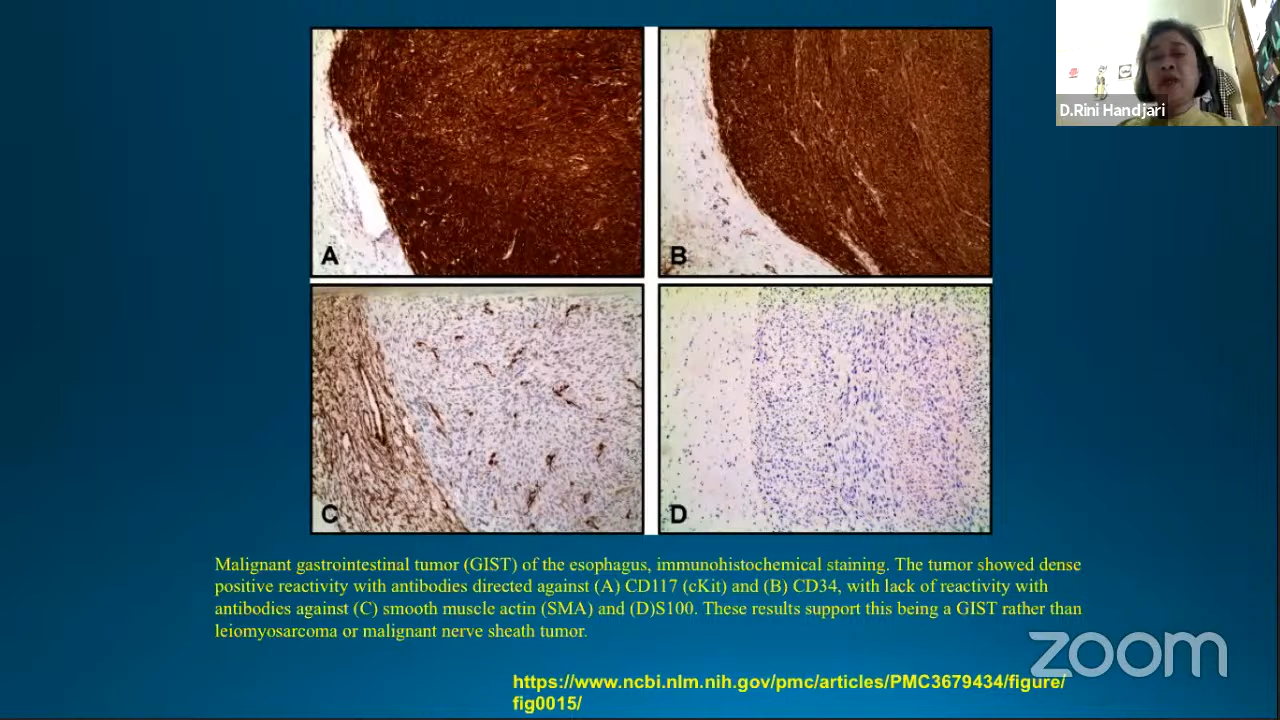 D.Rini Handjari
A
B
C
D
Malignant gastrointestinal tumor (GIST) of the esophagus, immunohistochemical staining. The tumor showed dense
positive reactivity with antibodies directed against (A) CD117 (cKit) and (B) CD34, with lack of reactivity with
antibodies against (C) smooth muscle actin (SMA) and (D)S100. These results support this being a GIST rather than
leiomyosarcoma or malignant nerve sheath tumor.
zoom
https://www.ncbi.nlm.nih.gov/pmc/articles/PMC3679434/figure/
fig0015/